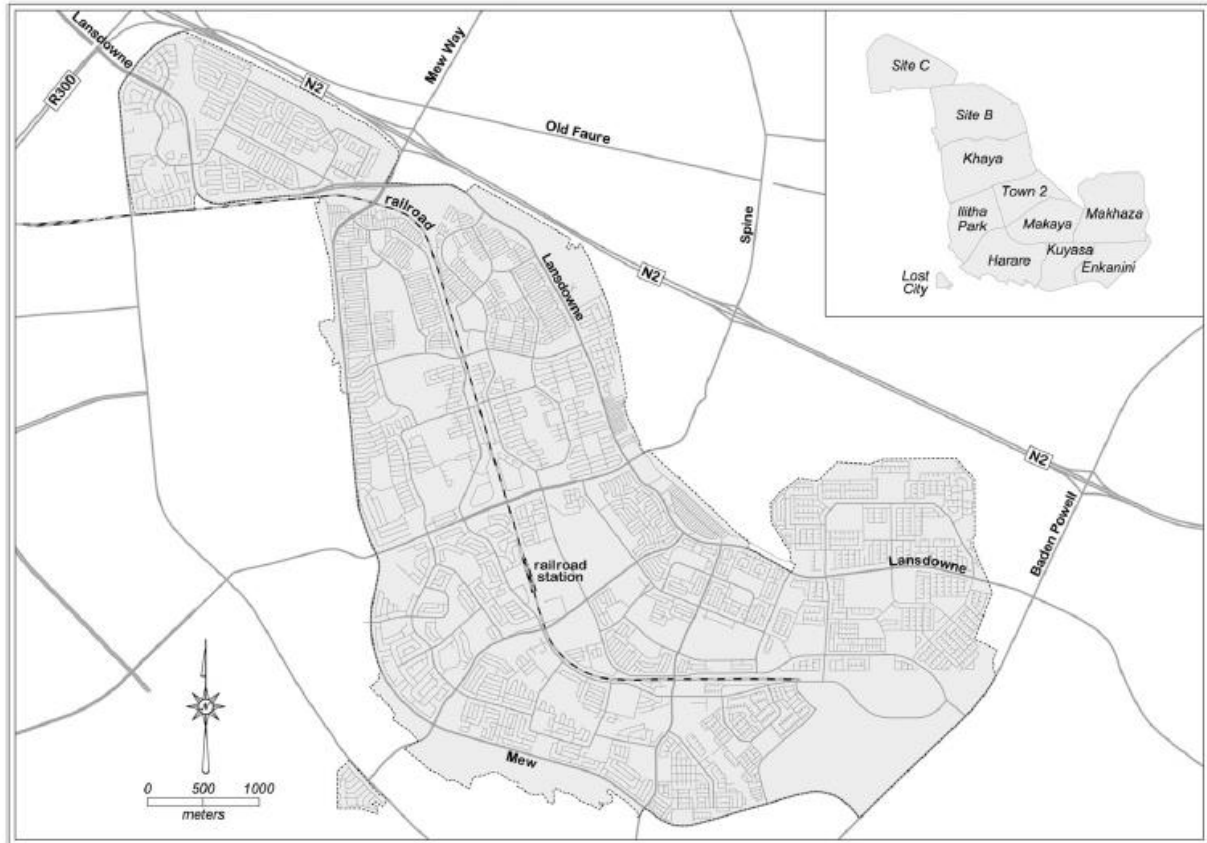 Lansdowne
R300
N2
Mew Way
Old Faure
Spine
railroad
Lansdowne
N2
N2
Baden Powell
Lansdowne
railroad
station
Mew
N
0 500 1000
meters
Site C
Site B
Khaya
Town 2
Ilitha
Park
Makaya
Makhaza
Kuyasa
Harare
Enkanini
Lost
City